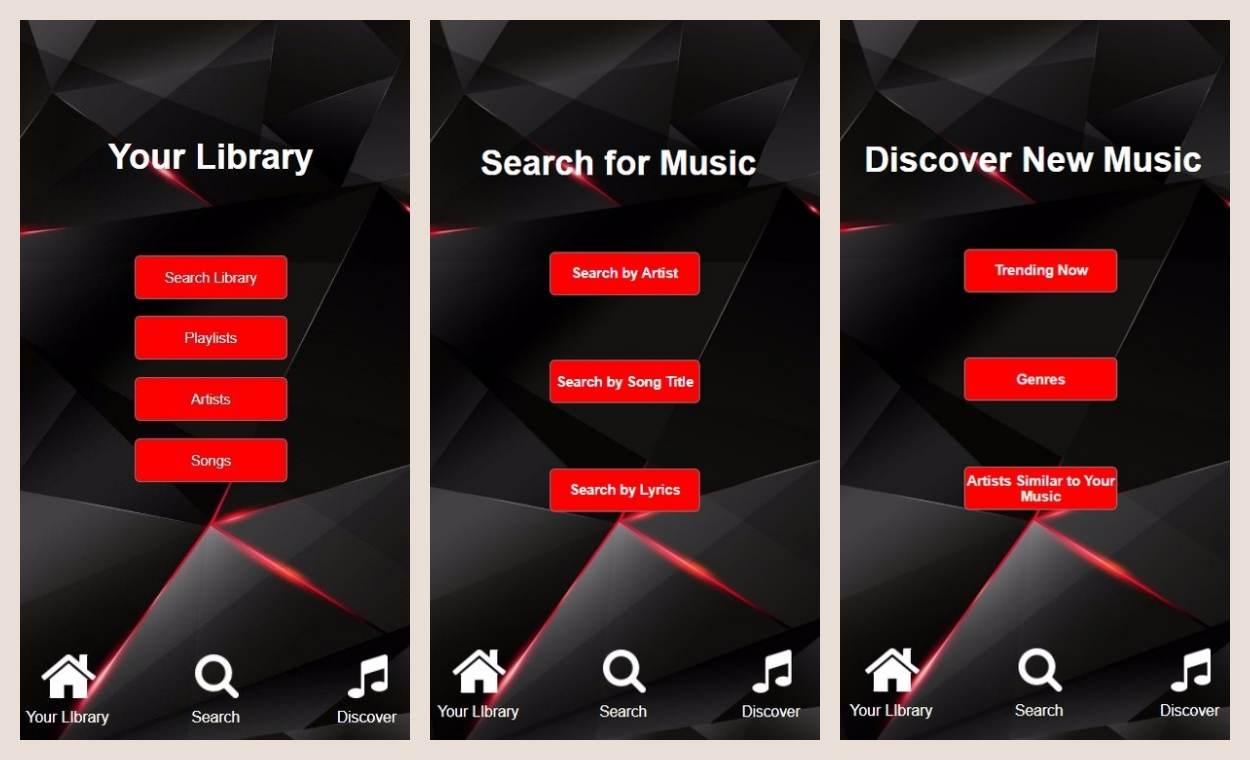 Your Library
Search Library
Playlists
Artists
Songs
Your LIbrary
Search
Discover
Search for Music
Search by Artist
Search by Song Title
Search by Lyrics
Your LIbrary
Search
Discover
Discover New Music
Trending Now
Genres
Artists Similar to Your
Music
Your LIbrary
Search
Discover